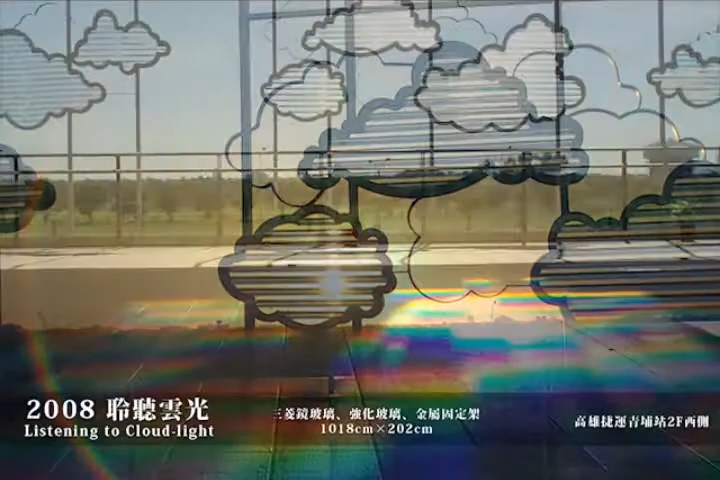 2008 聆聽雲光
Listening to Cloud-light
三菱鏡玻璃、強化玻璃、金屬固定架
1018cm×202cm
高雄捷運青埔站2F西側